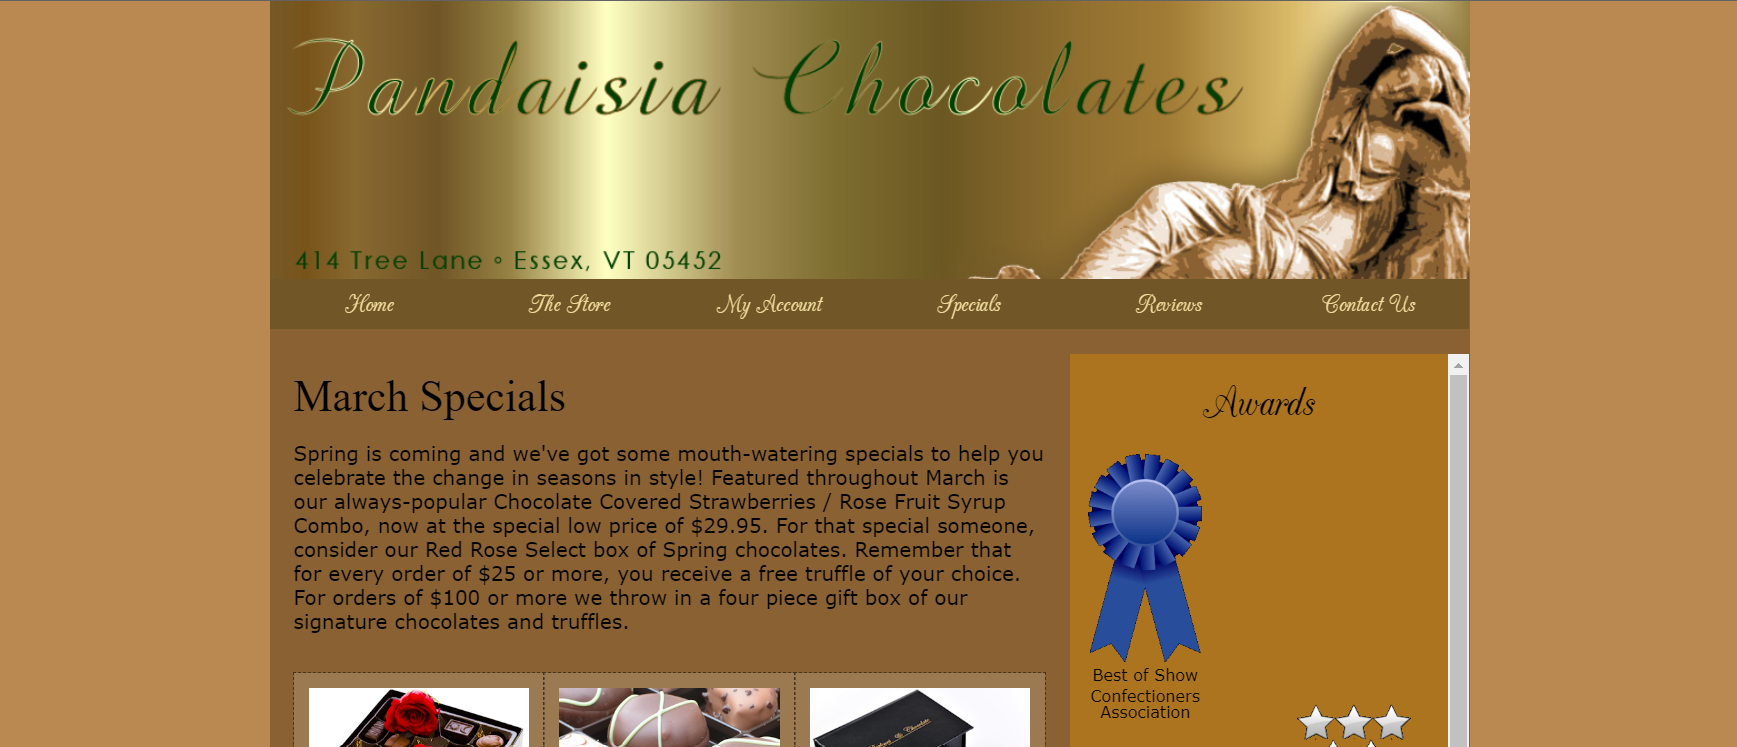 Pandaisia Chocolates
414 Tree Lane ◦ Essex, VT 05452
Home The Store My Account Specials Reviews Contact Us
March Specials
Spring is coming and we've got some mouth-watering specials to help you
celebrate the change in seasons in style! Featured throughout March is
our always-popular Chocolate Covered Strawberries / Rose Fruit Syrup
Combo, now at the special low price of $29.95. For that special someone,
consider our Red Rose Select box of Spring chocolates. Remember that
for every order of $25 or more, you receive a free truffle of your choice.
For orders of $100 or more we throw in a four piece gift box of our
signature chocolates and truffles.
Awards
Best of Show
Confectioners
Association